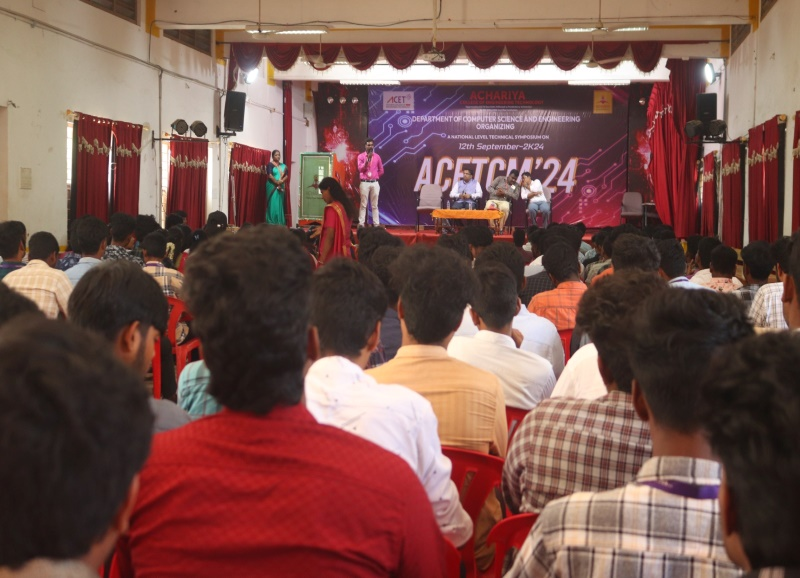 ACET
ACHARIYA
DEPARTMENT OF COMPUTER SCIENCE AND ENGINEERING
ORGANIZING
A NATIONAL LEVEL TECHNICAL SYMPOSIUM ON
12th September-2K24
ACETCM'24